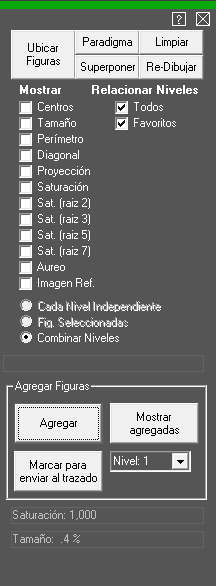 ? X
Ubicar Figuras
Paradigma
Limpiar
Superponer
Re-Dibujar
Mostrar
Relacionar Niveles
Centros
Todos
Tamaño
Favoritos
Perímetro
Diagonal
Proyección
Saturación
Sat. (raiz 2)
Sat. (raiz 3)
Sat. (raiz 5)
Sat. (raiz 7)
Aureo
Imagen Ref.
Cada Nivel Independiente
Fig. Seleccionadas
Combinar Niveles
Agregar Figuras
Agregar
Mostrar
agregadas
Marcar para
enviar al trazado
Nivel: 1
Saturación: 1,000
Tamaño: .4 %